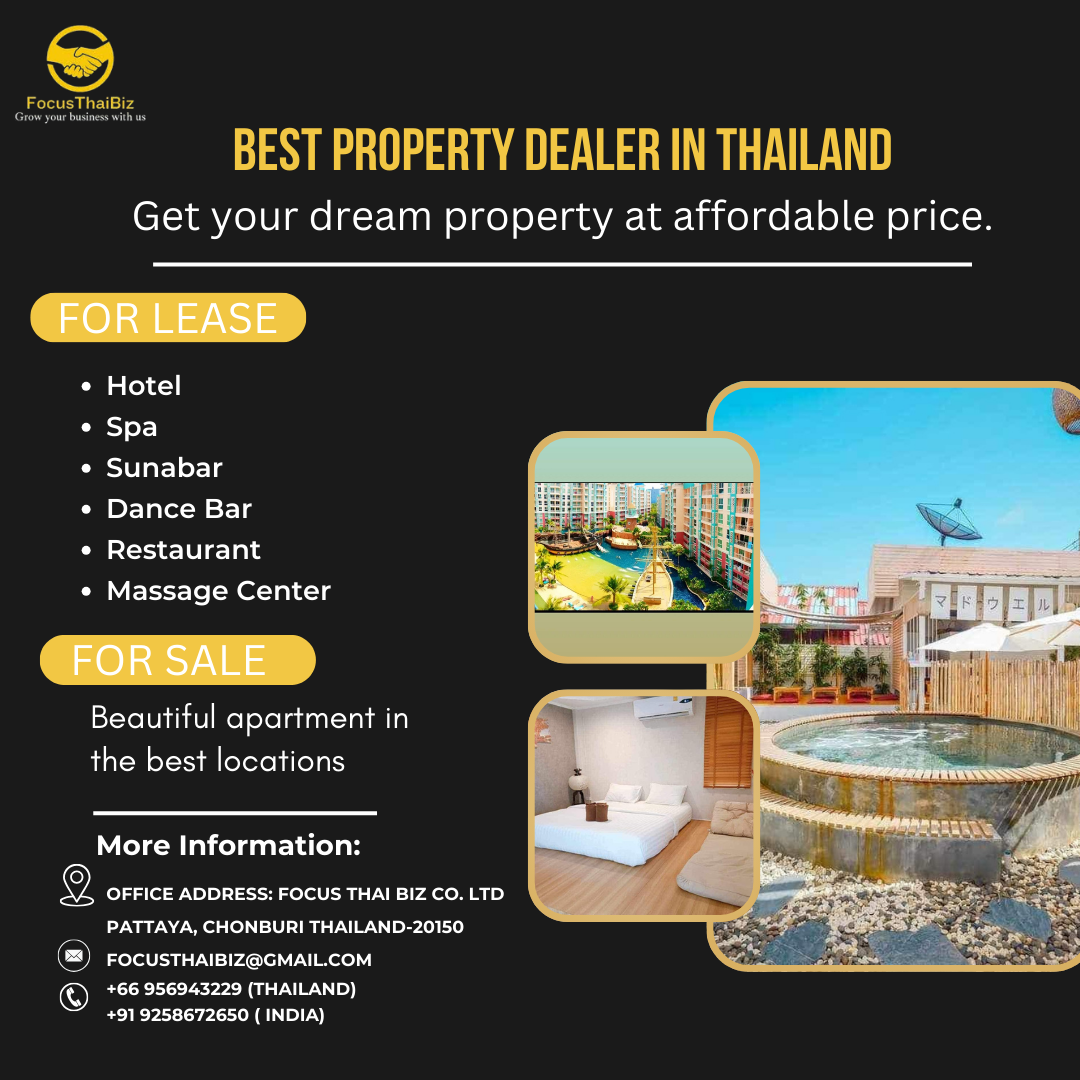 FocusThaiBiz
Grow your business with us
BEST PROPERTY DEALER IN THAILAND
Get your dream property at affordable price.
FOR LEASE
• Hotel
• Spa
• Sunabar
• Dance Bar
• Restaurant
• Massage Center
FOR SALE
Beautiful apartment in
the best locations
More Information:
OFFICE ADDRESS: FOCUS THAI BIZ CO. LTD
PATTAYA, CHONBURI THAILAND-20150
FOCUSTHAIBIZ@GMAIL.COM
+66 956943229 (THAILAND)
+91 9258672650 ( INDIA)
マドウエル